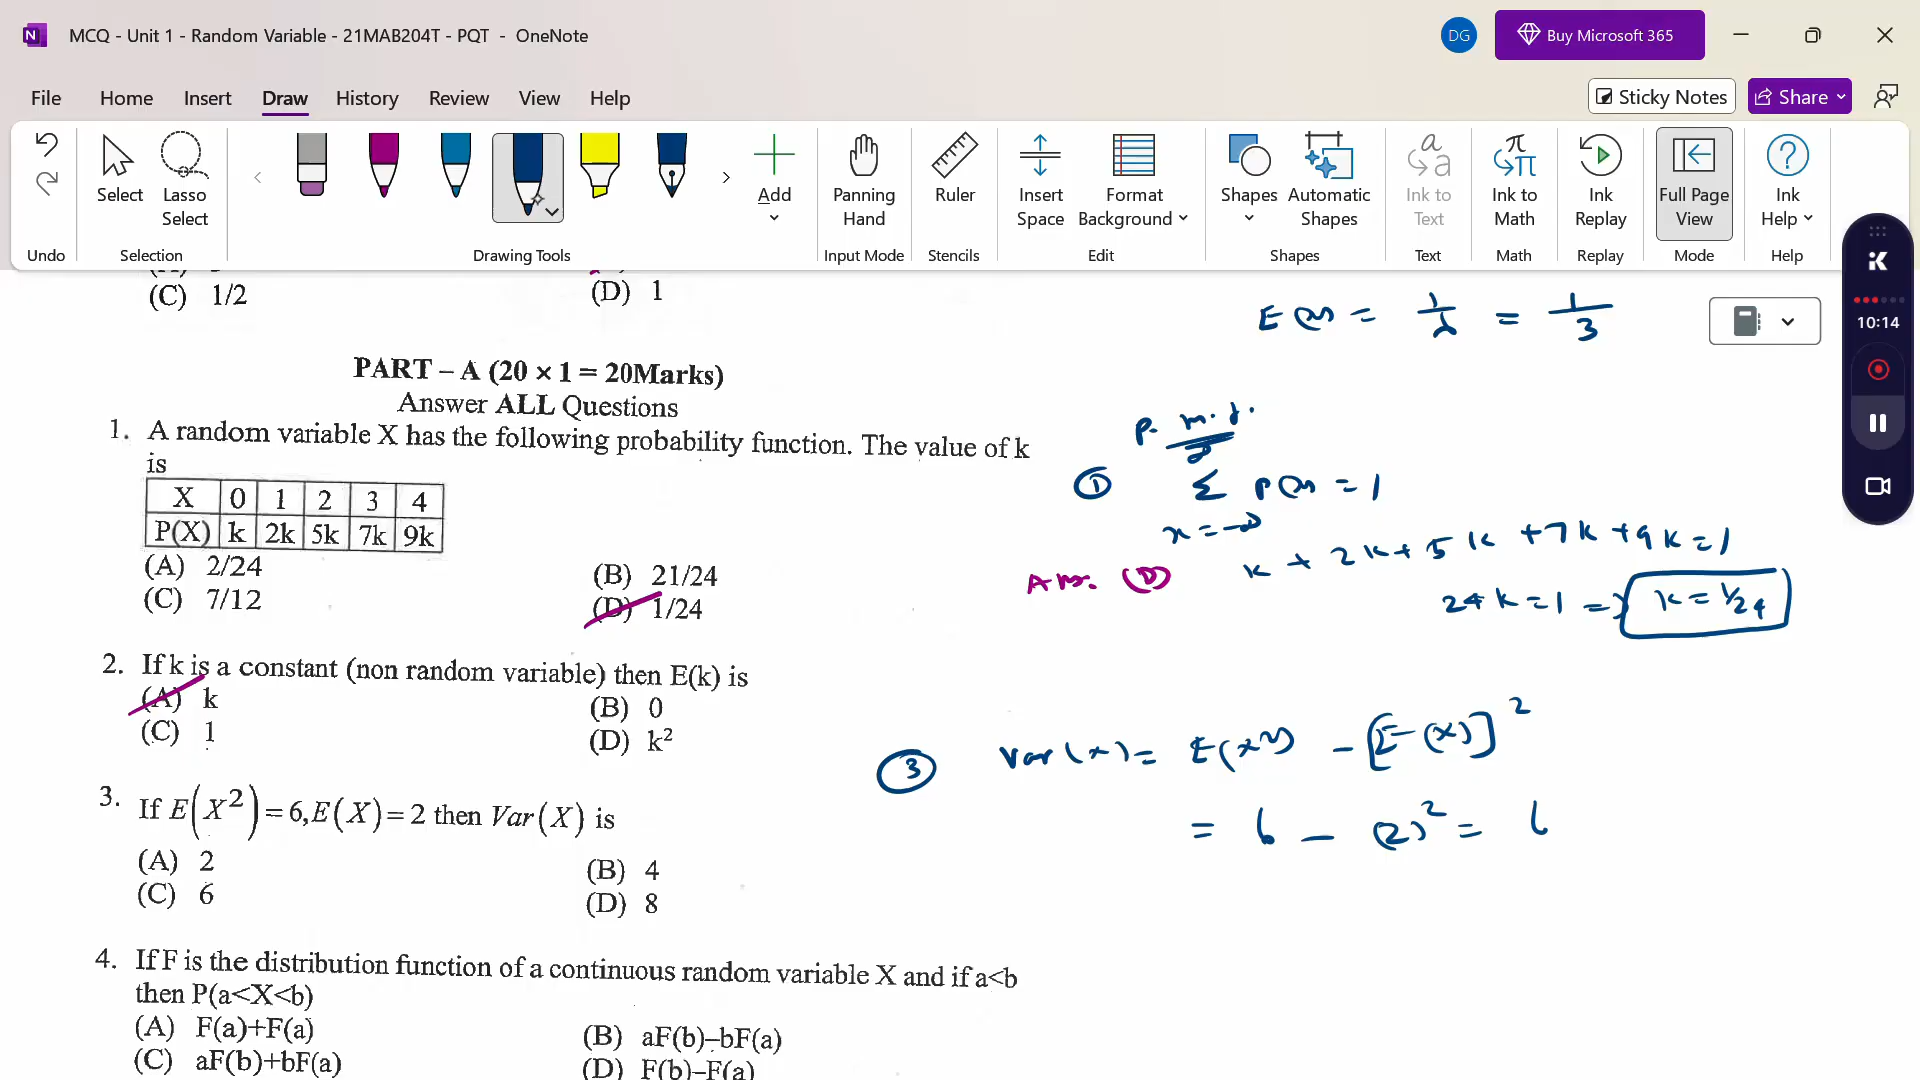 MCQ - Unit 1 - Random Variable - 21MAB204T - PQT - OneNote
DG
Buy Microsoft 365
File Home Insert Draw History Review View Help
Sticky Notes
Share
Select
Lasso Select
Add
Panning Hand
Ruler
Insert Space
Format Background
Shapes
Automatic Shapes
Ink to Text
Ink to Math
Ink Replay
Full Page View
Ink Help
Undo Selection Drawing Tools Input Mode Stencils Edit Shapes Text Math Replay Mode Help
10:14
(C) 1/2 (D) 1
E(x) = 1/λ = 1/3
PART – A (20 × 1 = 20Marks)
Answer ALL Questions
1. A random variable X has the following probability function. The value of k
is
X 0 1 2 3 4
P(X) k 2k 5k 7k 9k
(A) 2/24 (B) 21/24
(C) 7/12 (D) 1/24
P. m. f.
① Σ P(x) = 1
x = -∞
k + 2k + 5k + 7k + 9k = 1
Ans. (D)
24k = 1 => k = 1/24
2. If k is a constant (non random variable) then E(k) is
(A) k (B) 0
(C) 1 (D) k²
3. If E(X²) = 6, E(X) = 2 then Var(X) is
(A) 2 (B) 4
(C) 6 (D) 8
③ Var(x) = E(x²) - [E(x)]²
= 6 - (2)² = 6
4. If F is the distribution function of a continuous random variable X and if a<b
then P(a<X<b)
(A) F(a)+F(a) (B) aF(b)–bF(a)
(C) aF(b)+bF(a) (D) F(b)–F(a)